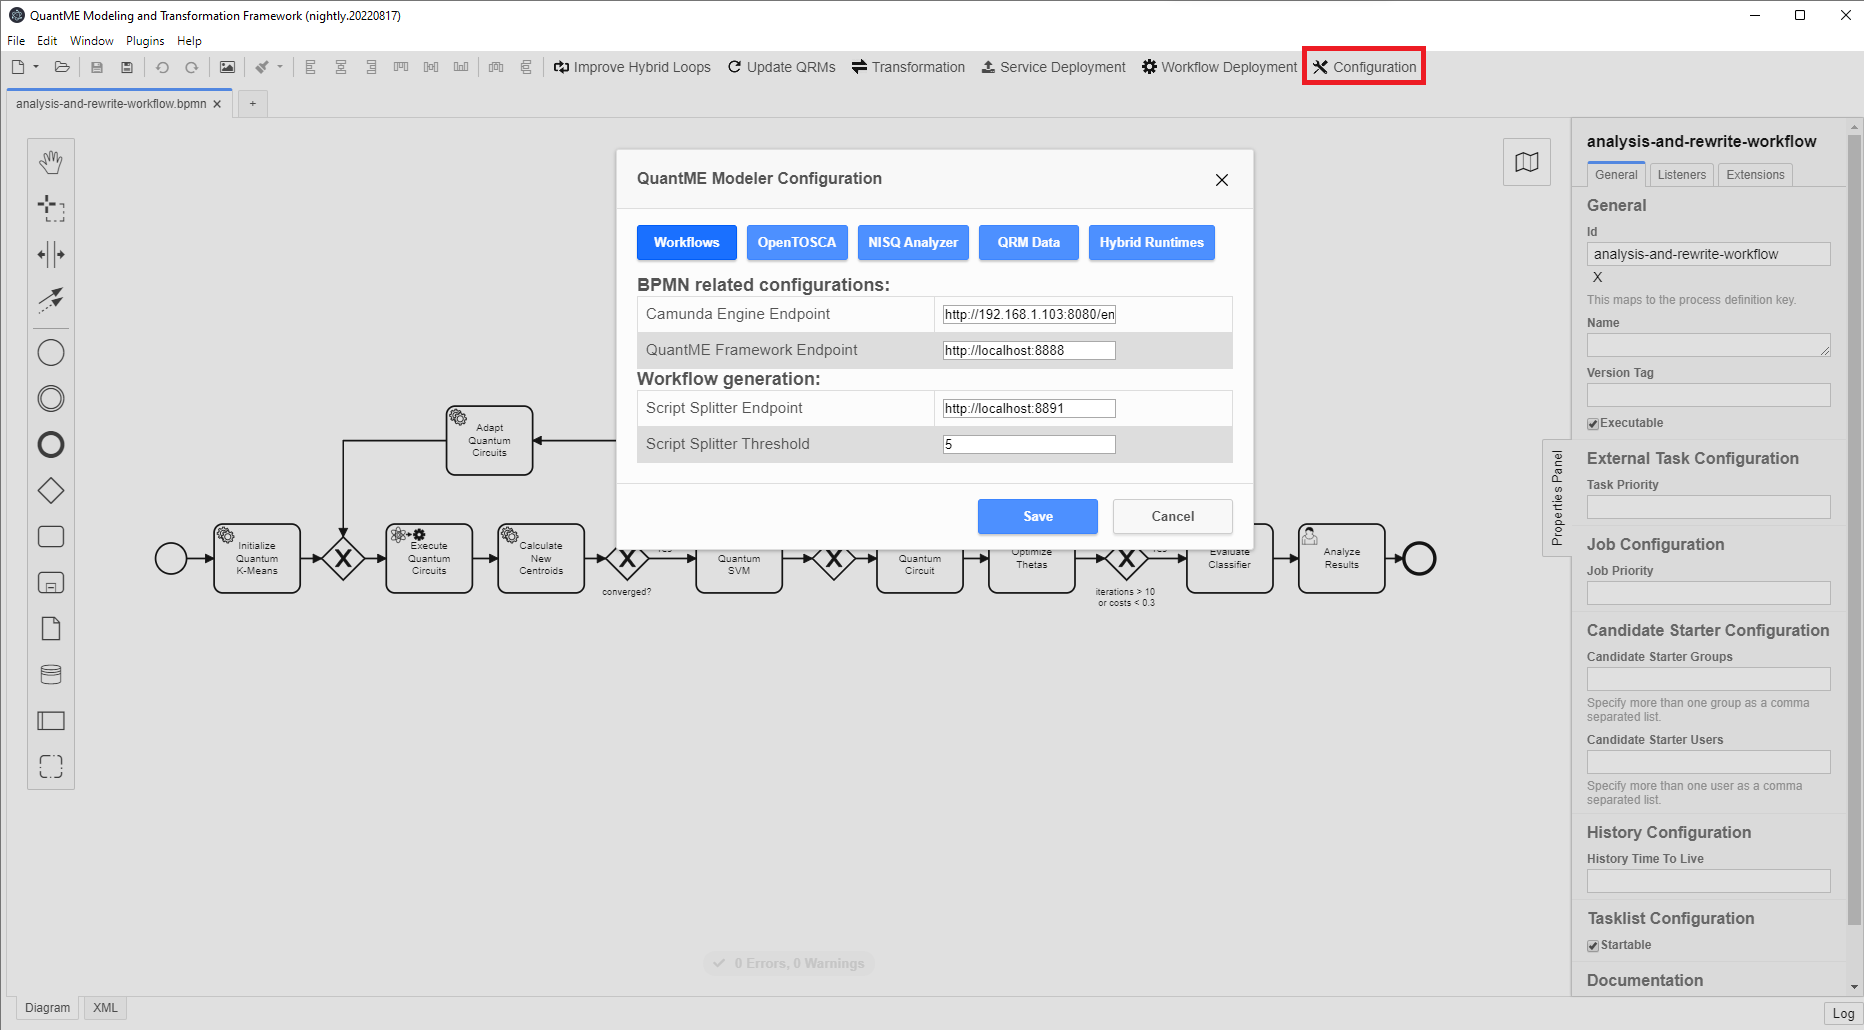 QuantME Modeling and Transformation Framework (nightly.20220817)
File Edit Window Plugins Help
Improve Hybrid Loops Update QRMs Transformation Service Deployment Workflow Deployment Configuration
analysis-and-rewrite-workflow.bpmn
+
QuantME Modeler Configuration
Workflows OpenTOSCA NISQ Analyzer QRM Data Hybrid Runtimes
BPMN related configurations:
Camunda Engine Endpoint http://192.168.1.103:8080/en
QuantME Framework Endpoint http://localhost:8888
Workflow generation:
Script Splitter Endpoint http://localhost:8891
Script Splitter Threshold 5
Save Cancel
Adapt
Quantum
Circuits
Initialize
Quantum
K-Means
X
Execute
Quantum
Circuits
Calculate
New
Centroids
X
converged?
Yes
Quantum
SVM
X
Quantum
Circuit
Optimize
Thetas
X
iterations > 10
or costs < 0.3
Yes
Evaluate
Classifier
Analyze
Results
0 Errors, 0 Warnings
Properties Panel
analysis-and-rewrite-workflow
General Listeners Extensions
General
Id
analysis-and-rewrite-workflow
X
This maps to the process definition key.
Name
Version Tag
Executable
External Task Configuration
Task Priority
Job Configuration
Job Priority
Candidate Starter Configuration
Candidate Starter Groups
Specify more than one group as a comma
separated list.
Candidate Starter Users
Specify more than one user as a comma
separated list.
History Configuration
History Time To Live
Tasklist Configuration
Startable
Documentation
Diagram XML
Log